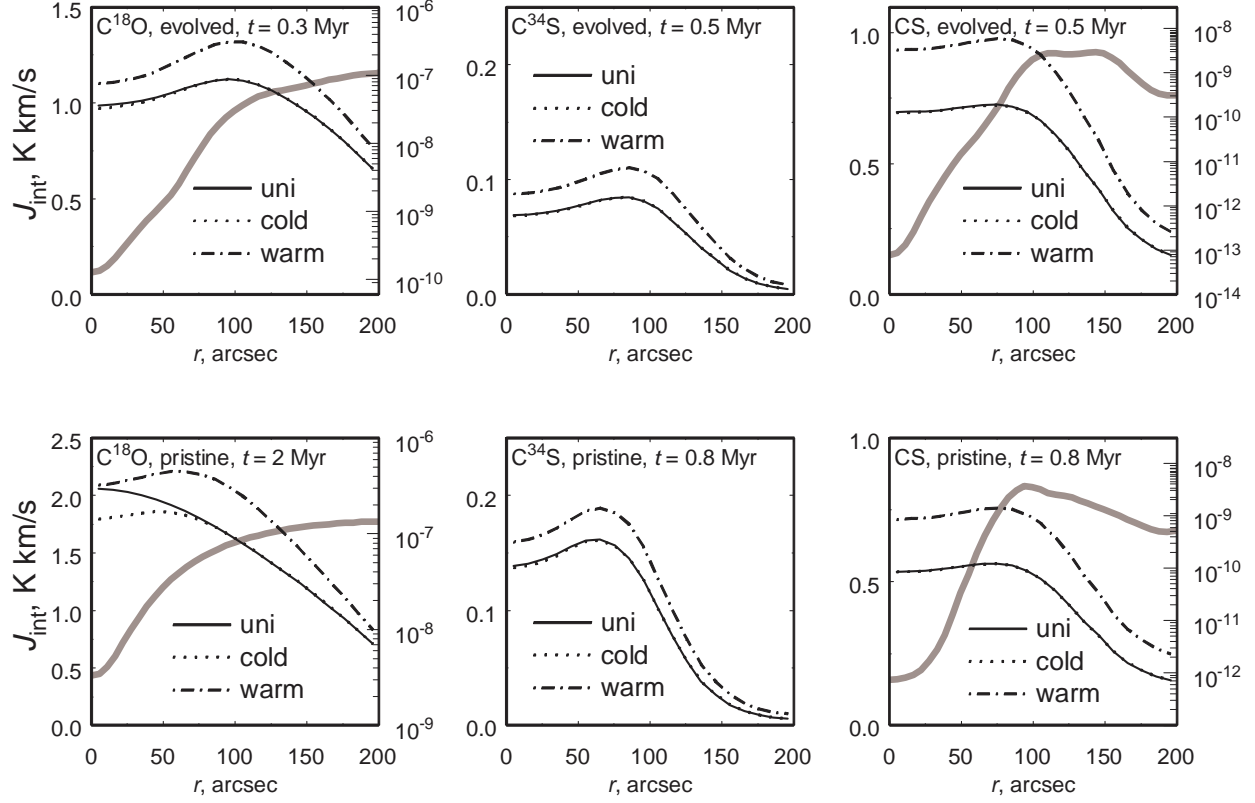 C¹⁸O, evolved, t = 0.3 Myr
J_int, K km/s
1.5
1.0
0.5
0.0
10⁻⁶
10⁻⁷
10⁻⁸
10⁻⁹
10⁻¹⁰
uni
cold
warm
0 50 100 150 200
r, arcsec
C³⁴S, evolved, t = 0.5 Myr
0.2
0.1
0.0
uni
cold
warm
0 50 100 150 200
r, arcsec
CS, evolved, t = 0.5 Myr
1.0
0.5
0.0
10⁻⁸
10⁻⁹
10⁻¹⁰
10⁻¹¹
10⁻¹²
10⁻¹³
10⁻¹⁴
uni
cold
warm
0 50 100 150 200
r, arcsec
C¹⁸O, pristine, t = 2 Myr
J_int, K km/s
2.5
2.0
1.5
1.0
0.5
0.0
10⁻⁶
10⁻⁷
10⁻⁸
10⁻⁹
uni
cold
warm
0 50 100 150 200
r, arcsec
C³⁴S, pristine, t = 0.8 Myr
0.2
0.1
0.0
uni
cold
warm
0 50 100 150 200
r, arcsec
CS, pristine, t = 0.8 Myr
1.0
0.5
0.0
10⁻⁸
10⁻⁹
10⁻¹⁰
10⁻¹¹
10⁻¹²
uni
cold
warm
0 50 100 150 200
r, arcsec